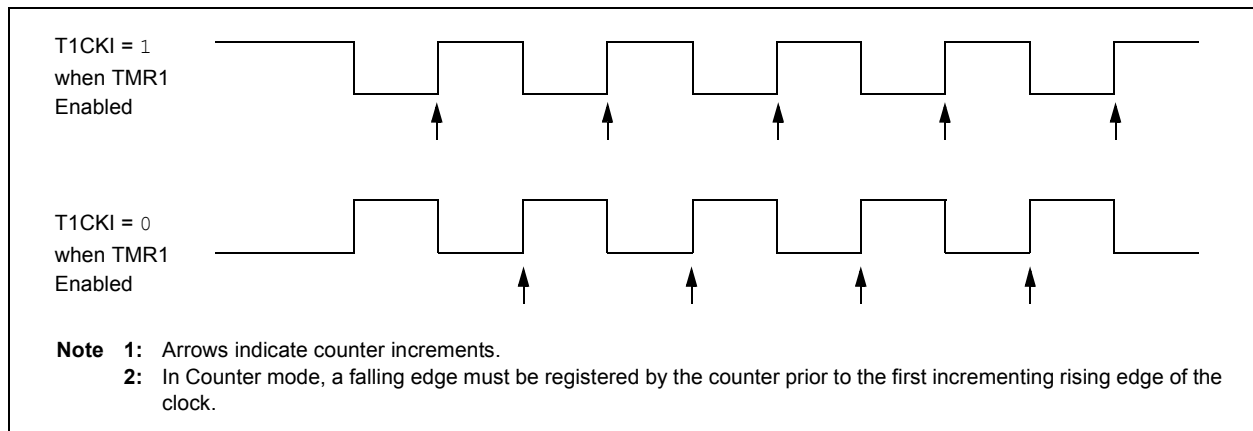 T1CKI = 1
when TMR1
Enabled
T1CKI = 0
when TMR1
Enabled
Note 1: Arrows indicate counter increments.
2: In Counter mode, a falling edge must be registered by the counter prior to the first incrementing rising edge of the
clock.